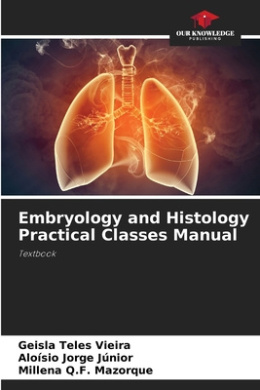 OUR KNOWLEDGE
PUBLISHING
Embryology and Histology
Practical Classes Manual
Textbook
Geisla Teles Vieira
Aloísio Jorge Júnior
Millena Q.F. Mazorque